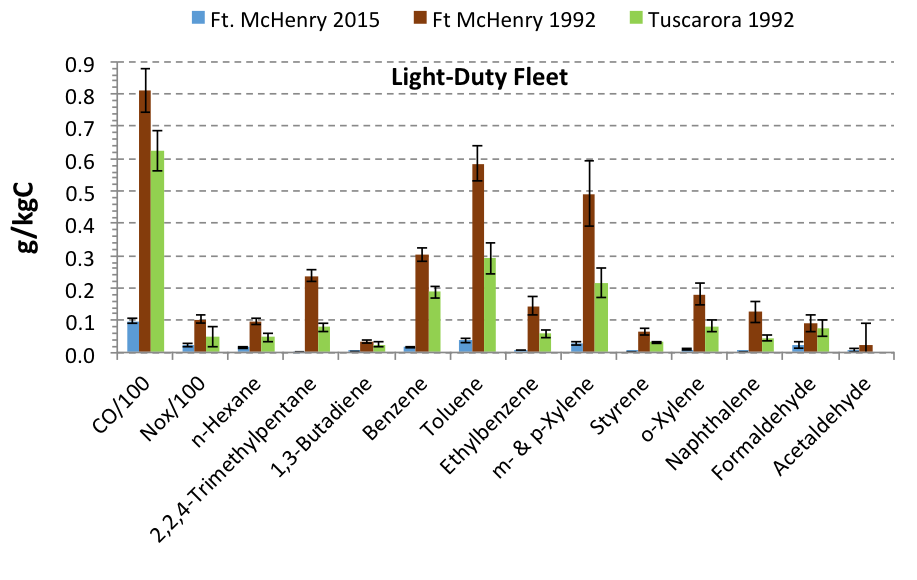 Ft. McHenry 2015 Ft McHenry 1992 Tuscarora 1992
Light-Duty Fleet
g/kgC
0.9
0.8
0.7
0.6
0.5
0.4
0.3
0.2
0.1
0.0
CO/100
Nox/100
n-Hexane
2,2,4-Trimethylpentane
1,3-Butadiene
Benzene
Toluene
Ethylbenzene
m- & p-Xylene
Styrene
o-Xylene
Naphthalene
Formaldehyde
Acetaldehyde